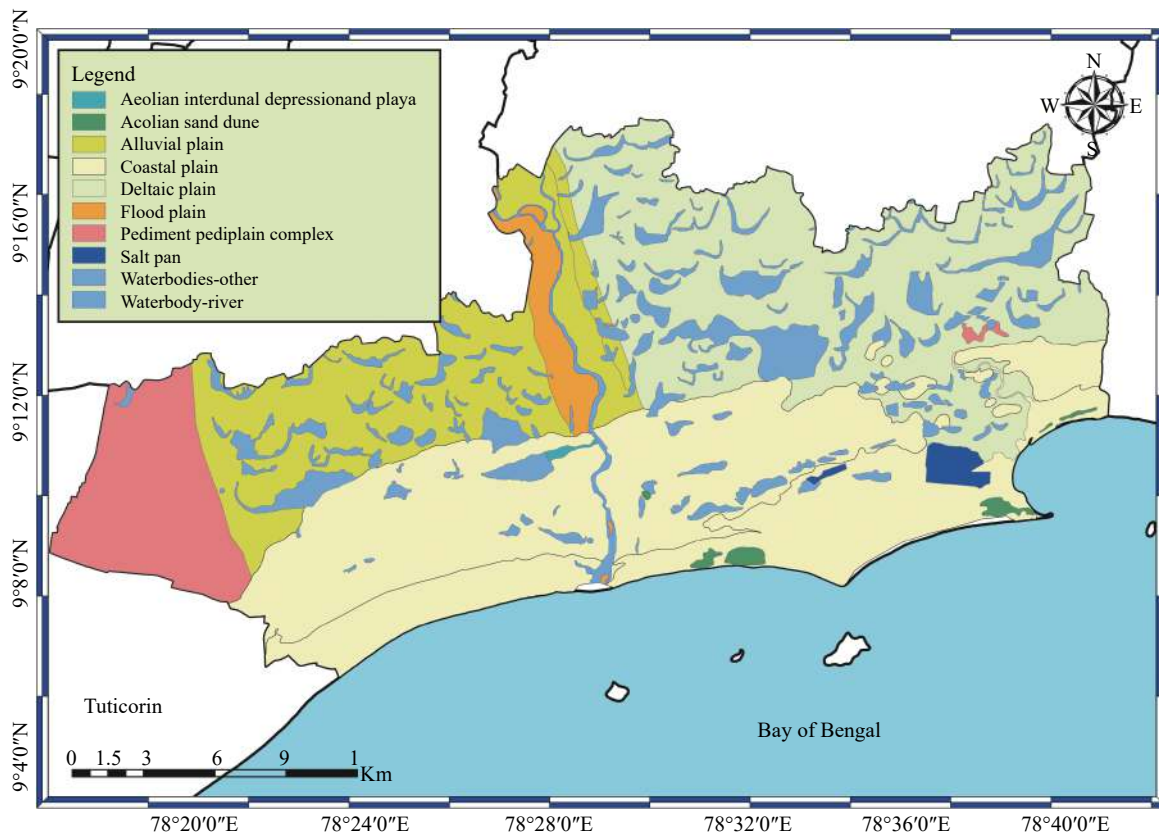 9°20′0″N
9°16′0″N
9°12′0″N
9°8′0″N
9°4′0″N
Legend
Aeolian interdunal depressionand playa
Acolian sand dune
Alluvial plain
Coastal plain
Deltaic plain
Flood plain
Pediment pediplain complex
Salt pan
Waterbodies-other
Waterbody-river
N
W
E
S
Tuticorin
Bay of Bengal
0 1.5 3 6 9 1
Km
78°20′0″E
78°24′0″E
78°28′0″E
78°32′0″E
78°36′0″E
78°40′0″E